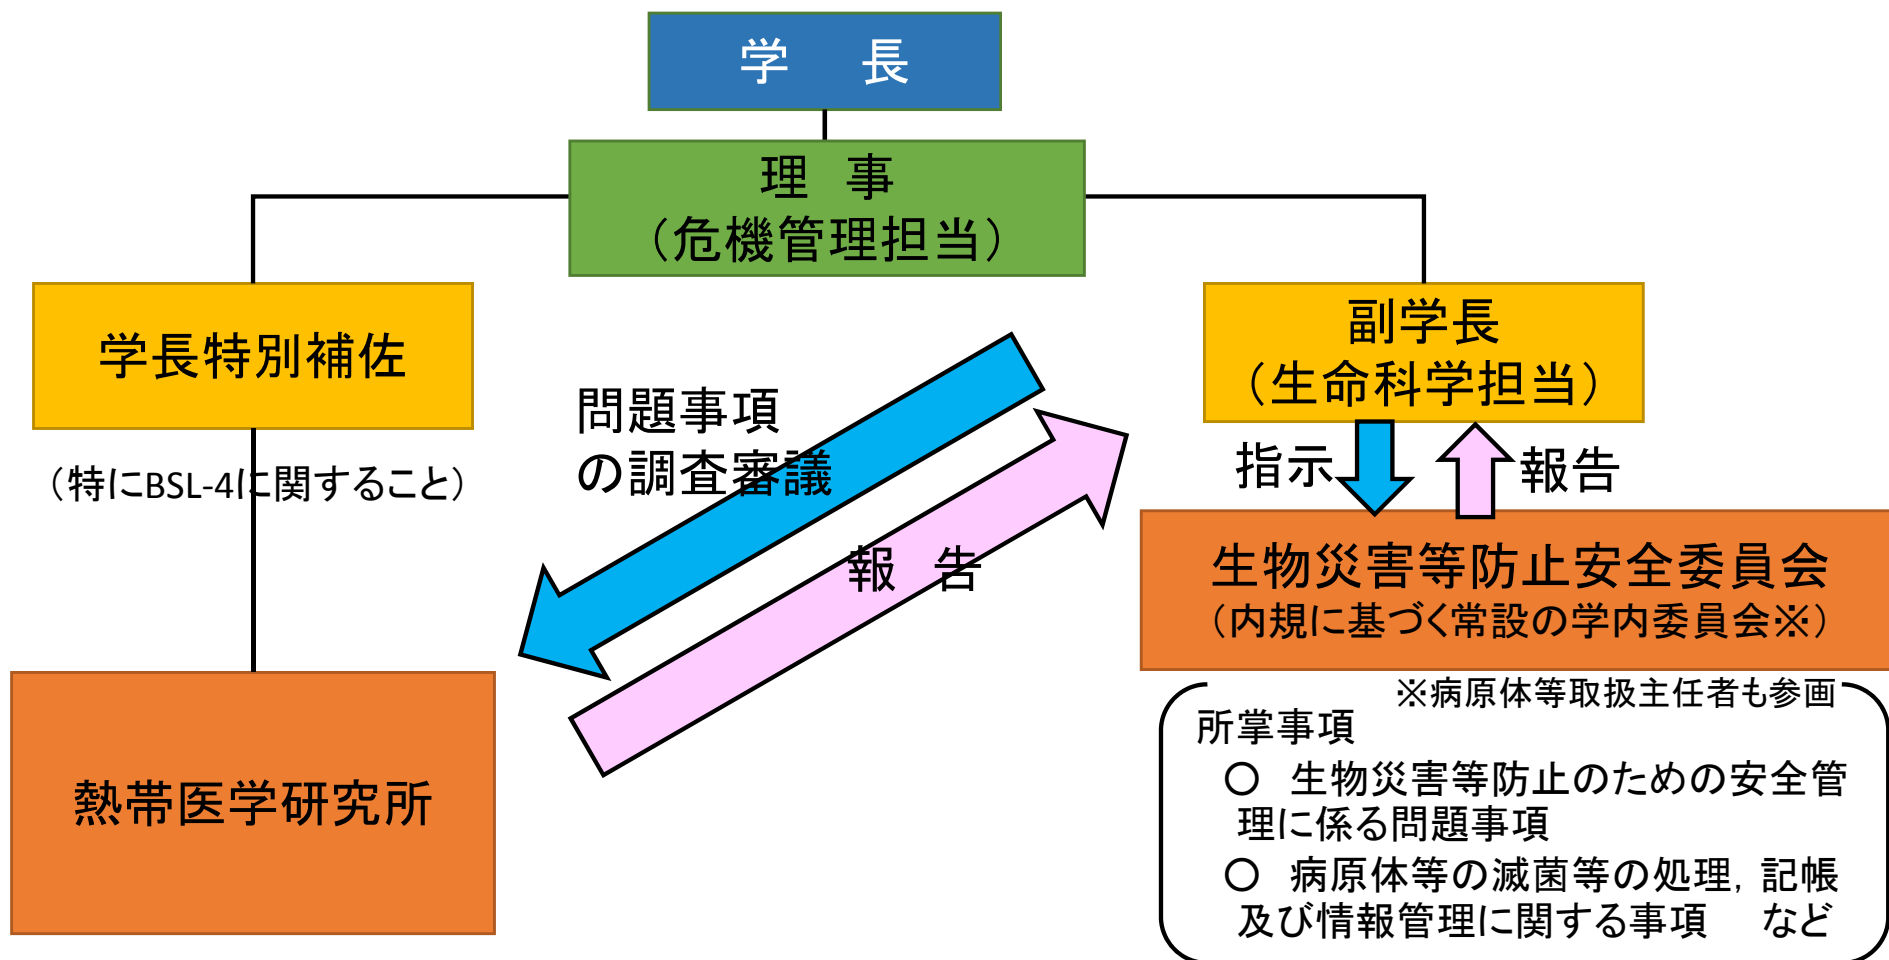 学　長
理　事
（危機管理担当）
学長特別補佐
（特にBSL-4に関すること）
熱帯医学研究所
問題事項
の調査審議
報　告
副学長
（生命科学担当）
指示
報告
生物災害等防止安全委員会
（内規に基づく常設の学内委員会※）
※病原体等取扱主任者も参画
所掌事項
○　生物災害等防止のための安全管
理に係る問題事項
○　病原体等の滅菌等の処理，記帳
及び情報管理に関する事項　など